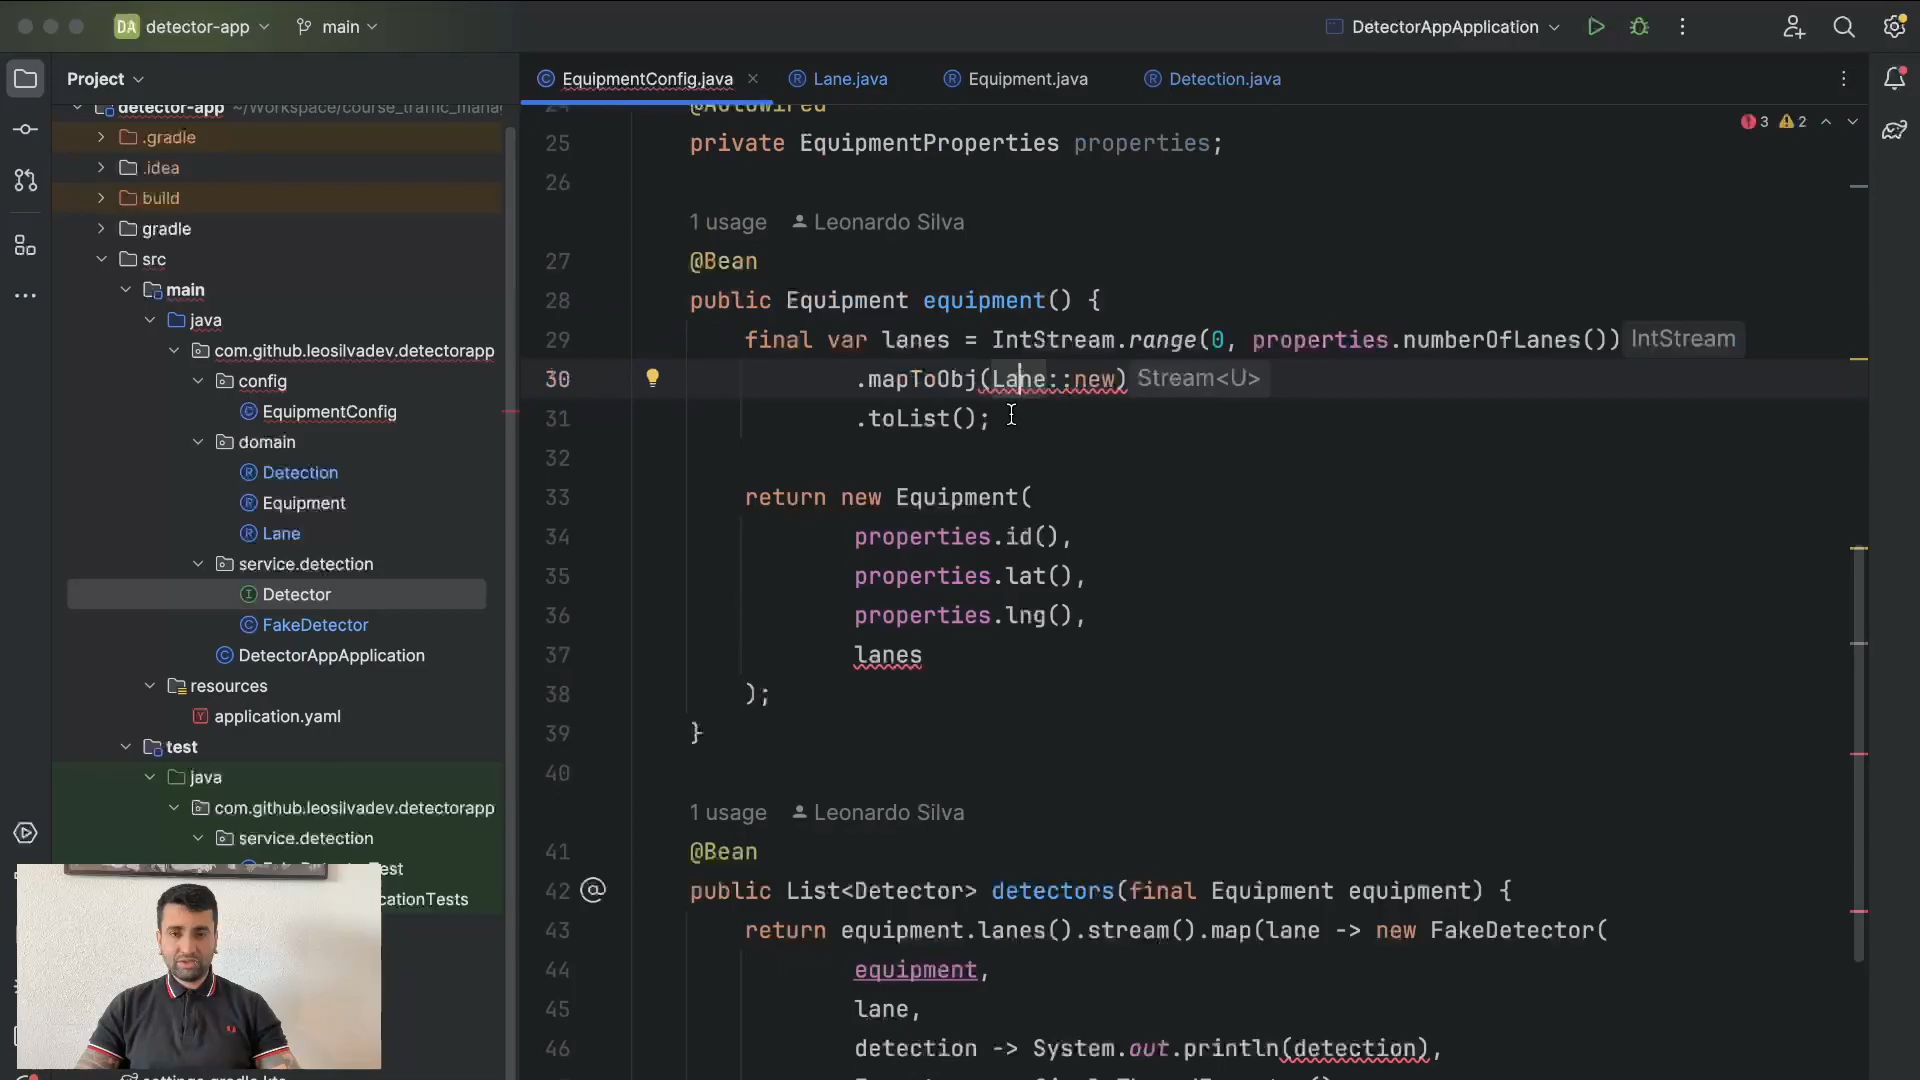 DA detector-app main DetectorAppApplication
Project
EquipmentConfig.java Lane.java Equipment.java Detection.java
detector-app ~/Workspace/course_traffic_mana
.gradle
.idea
build
gradle
src
main
java
com.github.leosilvadev.detectorapp
config
EquipmentConfig
domain
Detection
Equipment
Lane
service.detection
Detector
FakeDetector
DetectorAppApplication
resources
application.yaml
test
java
com.github.leosilvadev.detectorapp
service.detection
cationTests
3 2
24 @Autowired
25 private EquipmentProperties properties;
26
1 usage Leonardo Silva
27 @Bean
28 public Equipment equipment() {
29 final var lanes = IntStream.range(0, properties.numberOfLanes()) IntStream
30 .mapToObj(Lane::new) Stream<U>
31 .toList();
32
33 return new Equipment(
34 properties.id(),
35 properties.lat(),
36 properties.lng(),
37 lanes
38 );
39 }
40
1 usage Leonardo Silva
41 @Bean
42 public List<Detector> detectors(final Equipment equipment) {
43 return equipment.lanes().stream().map(lane -> new FakeDetector(
44 equipment,
45 lane,
46 detection -> System.out.println(detection),